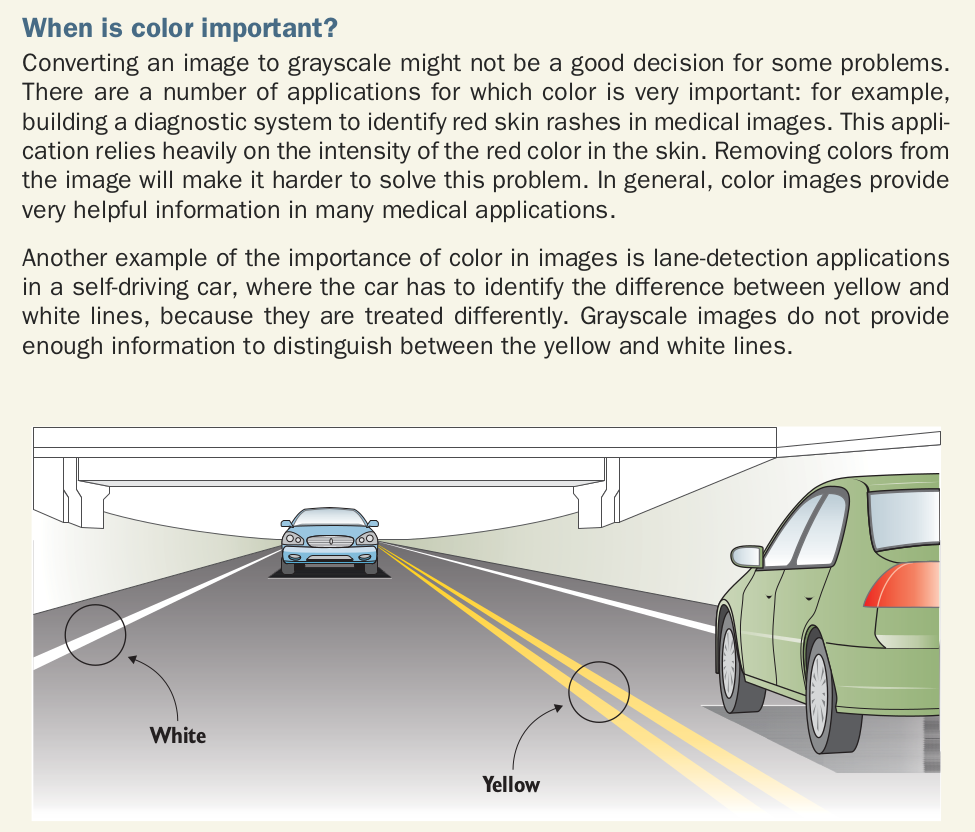 When is color important?
Converting an image to grayscale might not be a good decision for some problems.
There are a number of applications for which color is very important: for example,
building a diagnostic system to identify red skin rashes in medical images. This appli-
cation relies heavily on the intensity of the red color in the skin. Removing colors from
the image will make it harder to solve this problem. In general, color images provide
very helpful information in many medical applications.
Another example of the importance of color in images is lane-detection applications
in a self-driving car, where the car has to identify the difference between yellow and
white lines, because they are treated differently. Grayscale images do not provide
enough information to distinguish between the yellow and white lines.
White
Yellow